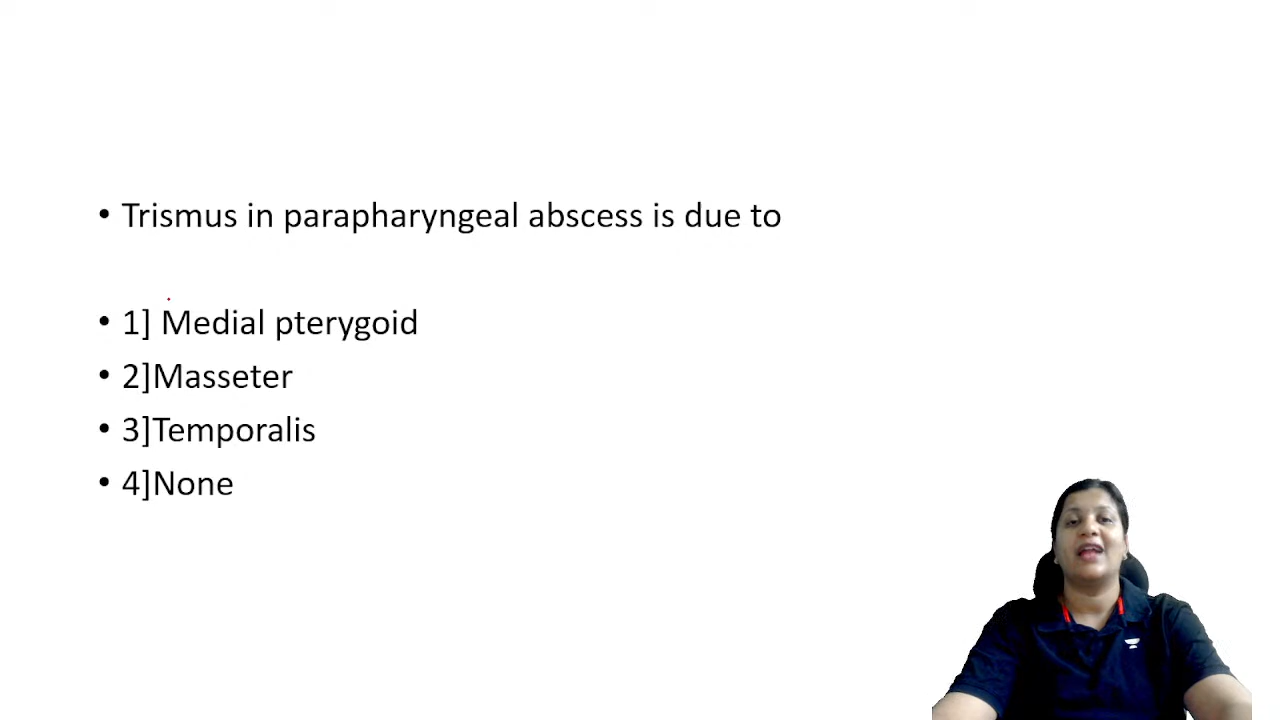 • Trismus in parapharyngeal abscess is due to
• 1] Medial pterygoid
• 2]Masseter
• 3]Temporalis
• 4]None